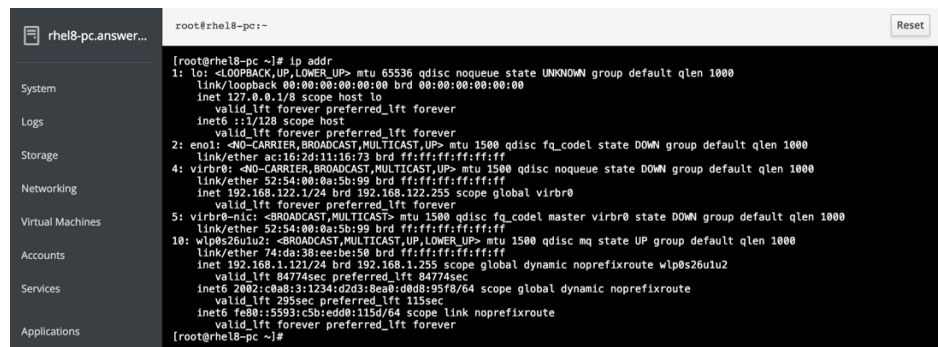 rhel8-pc.answer...
System
Logs
Storage
Networking
Virtual Machines
Accounts
Services
Applications
root@rhel8-pc:~
Reset
[root@rhel8-pc ~]# ip addr
1: lo: <LOOPBACK,UP,LOWER_UP> mtu 65536 qdisc noqueue state UNKNOWN group default qlen 1000
link/loopback 00:00:00:00:00:00 brd 00:00:00:00:00:00
inet 127.0.0.1/8 scope host lo
valid_lft forever preferred_lft forever
inet6 ::1/128 scope host
valid_lft forever preferred_lft forever
2: eno1: <NO-CARRIER,BROADCAST,MULTICAST,UP> mtu 1500 qdisc fq_codel state DOWN group default qlen 1000
link/ether ac:16:2d:11:16:73 brd ff:ff:ff:ff:ff:ff
4: virbr0: <NO-CARRIER,BROADCAST,MULTICAST,UP> mtu 1500 qdisc noqueue state DOWN group default qlen 1000
link/ether 52:54:00:0a:5b:99 brd ff:ff:ff:ff:ff:ff
inet 192.168.122.1/24 brd 192.168.122.255 scope global virbr0
valid_lft forever preferred_lft forever
5: virbr0-nic: <BROADCAST,MULTICAST> mtu 1500 qdisc fq_codel master virbr0 state DOWN group default qlen 1000
link/ether 52:54:00:0a:5b:99 brd ff:ff:ff:ff:ff:ff
10: wlp0s26u1u2: <BROADCAST,MULTICAST,UP,LOWER_UP> mtu 1500 qdisc mq state UP group default qlen 1000
link/ether 74:da:38:ee:be:50 brd ff:ff:ff:ff:ff:ff
inet 192.168.1.121/24 brd 192.168.1.255 scope global dynamic noprefixroute wlp0s26u1u2
valid_lft 84774sec preferred_lft 84774sec
inet6 2002:c0a8:3:1234:d2d3:8ea0:d0d8:95f8/64 scope global dynamic noprefixroute
valid_lft 295sec preferred_lft 115sec
inet6 fe80::5593:c5b:edd0:115d/64 scope link noprefixroute
valid_lft forever preferred_lft forever
[root@rhel8-pc ~]#